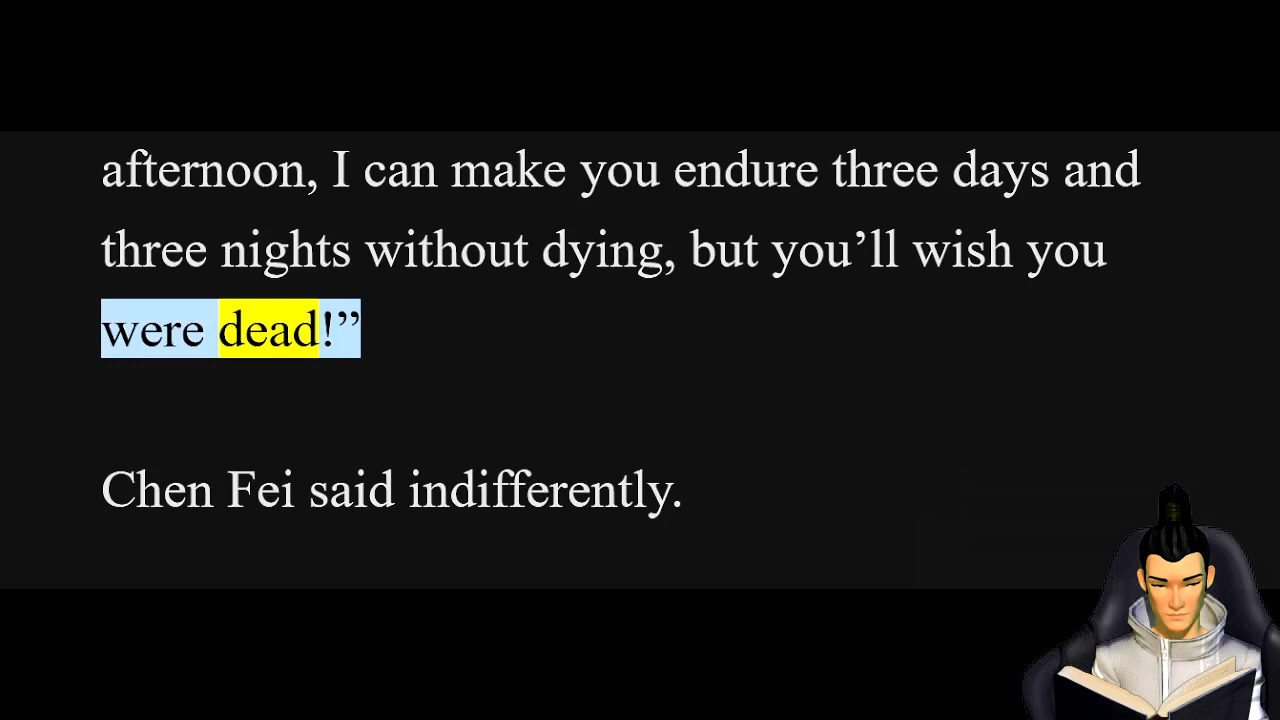 afternoon, I can make you endure three days and
three nights without dying, but you’ll wish you
were dead!”
Chen Fei said indifferently.